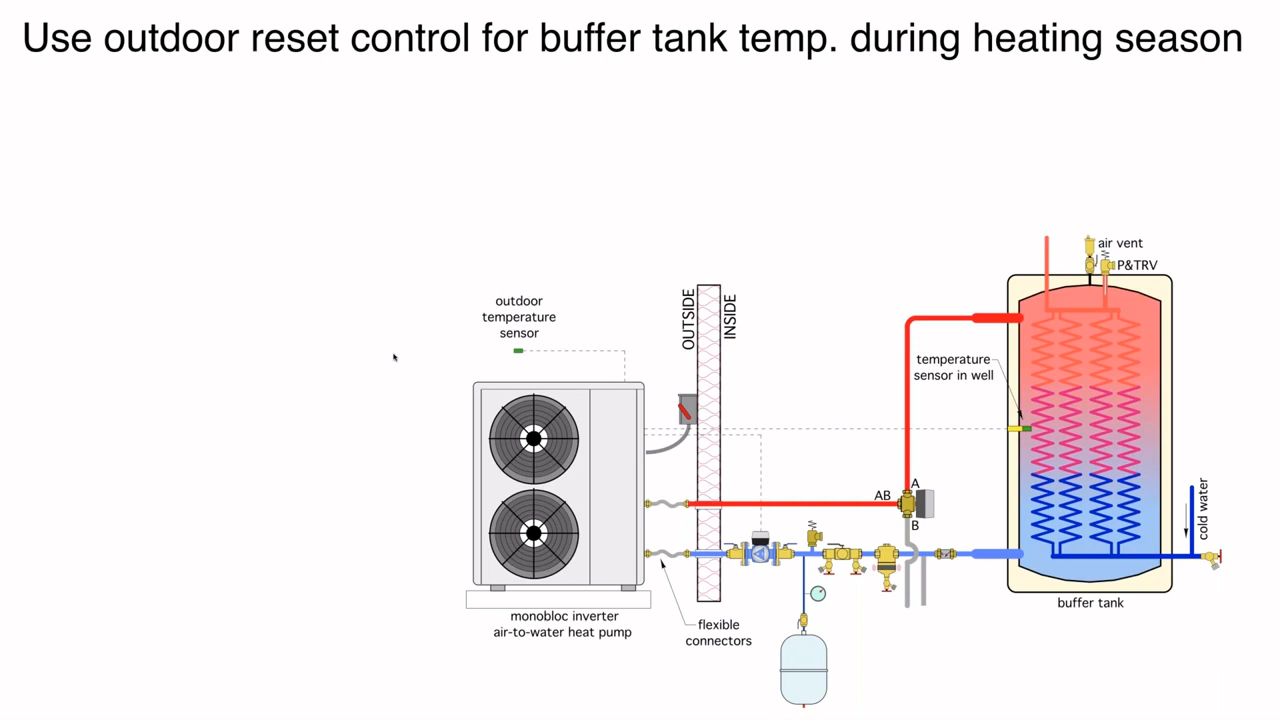 Use outdoor reset control for buffer tank temp. during heating season
air vent
P&TRV
outdoor
temperature
sensor
OUTSIDE
INSIDE
temperature
sensor in well
A
AB
B
cold water
monobloc inverter
air-to-water heat pump
flexible
connectors
buffer tank